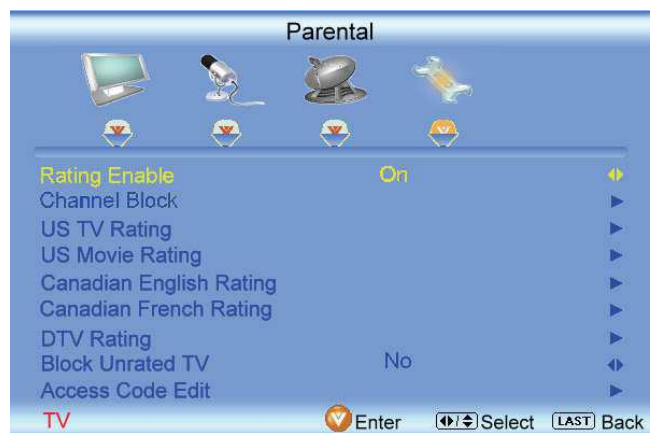 Parental
Rating Enable On
Channel Block
US TV Rating
US Movie Rating
Canadian English Rating
Canadian French Rating
DTV Rating
Block Unrated TV No
Access Code Edit
TV Enter Select LAST Back